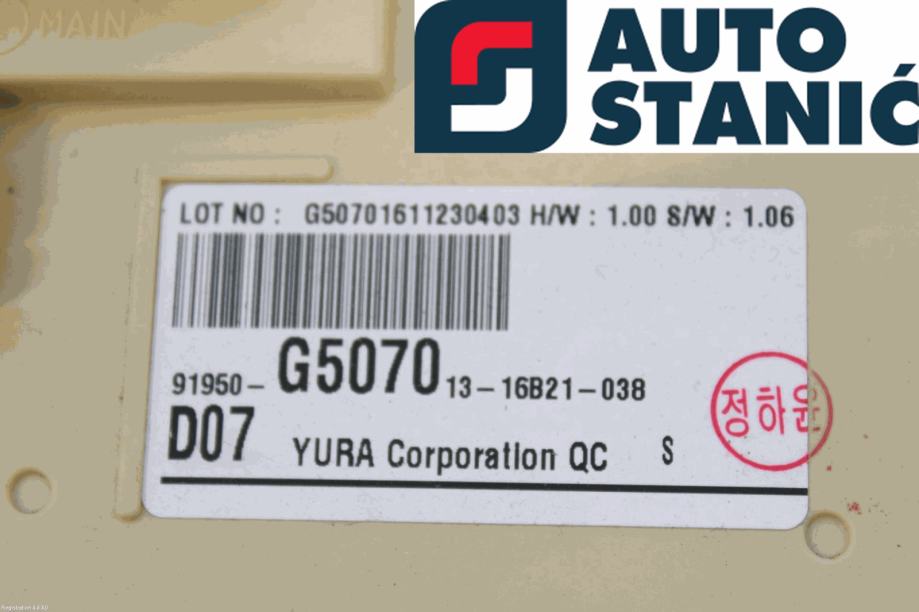 MAIN
AUTO
STANIĆ
LOT NO : G50701611230403 H/W : 1.00 S/W : 1.06
91950- G5070 13-16B21-038
D07 YURA Corporation QC S
정하윤